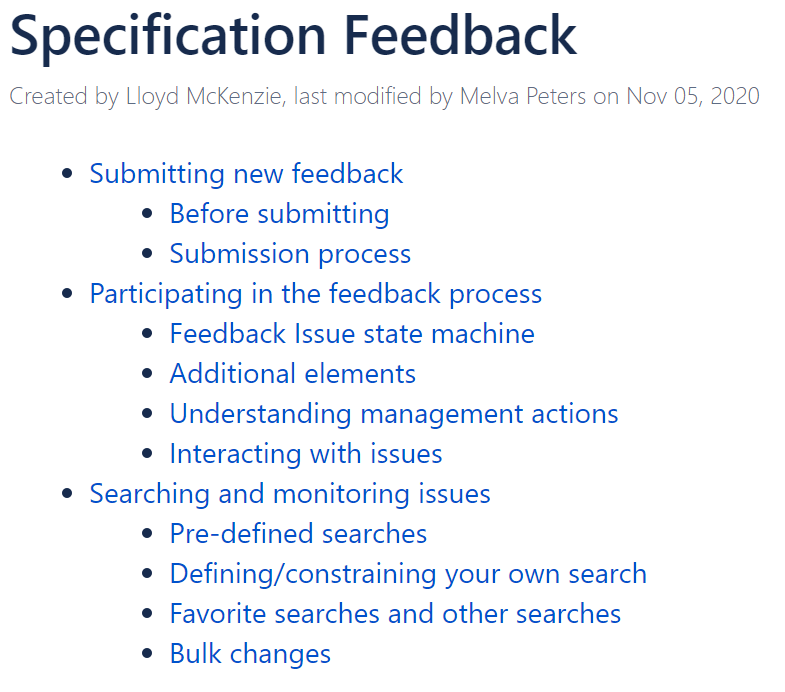 Specification Feedback
Created by Lloyd McKenzie, last modified by Melva Peters on Nov 05, 2020
Submitting new feedback
Before submitting
Submission process
Participating in the feedback process
Feedback Issue state machine
Additional elements
Understanding management actions
Interacting with issues
Searching and monitoring issues
Pre-defined searches
Defining/constraining your own search
Favorite searches and other searches
Bulk changes